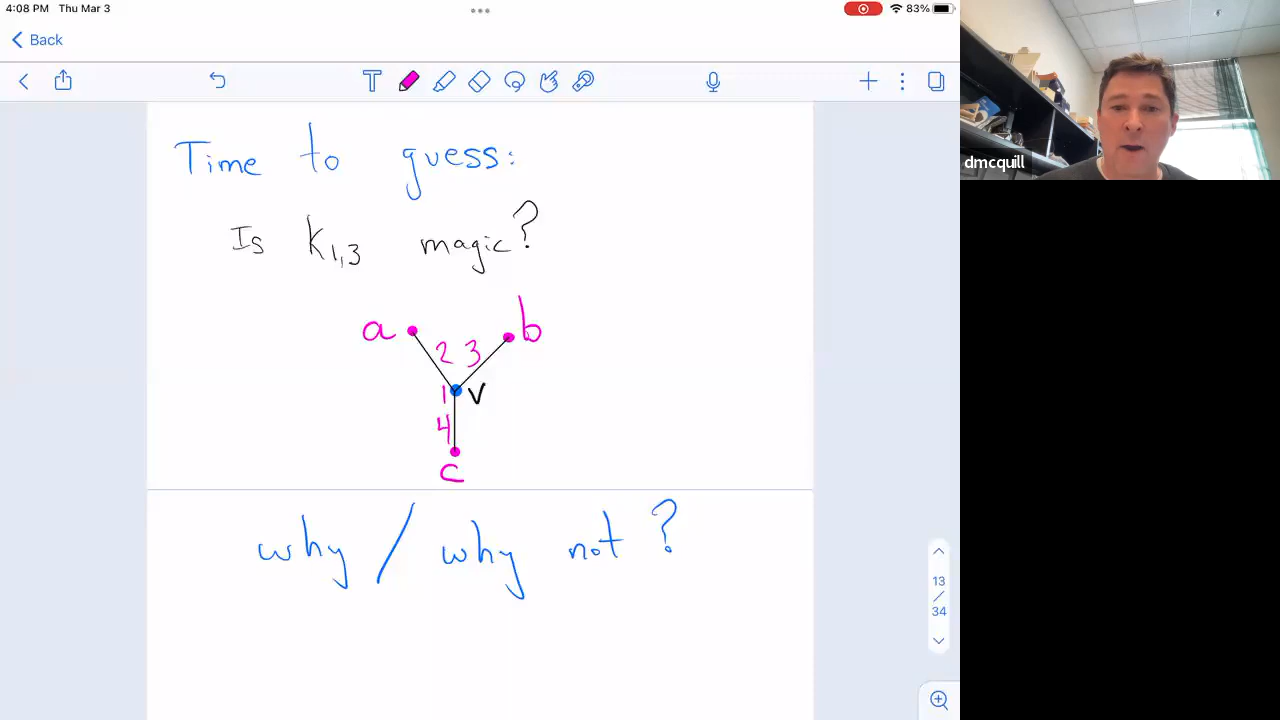 4:08 PM Thu Mar 3
83%
Back
T
Time to guess:
Is K1,3 magic?
a
b
2 3
1 V
4
c
why / why not?
13
/
34
dmcquill